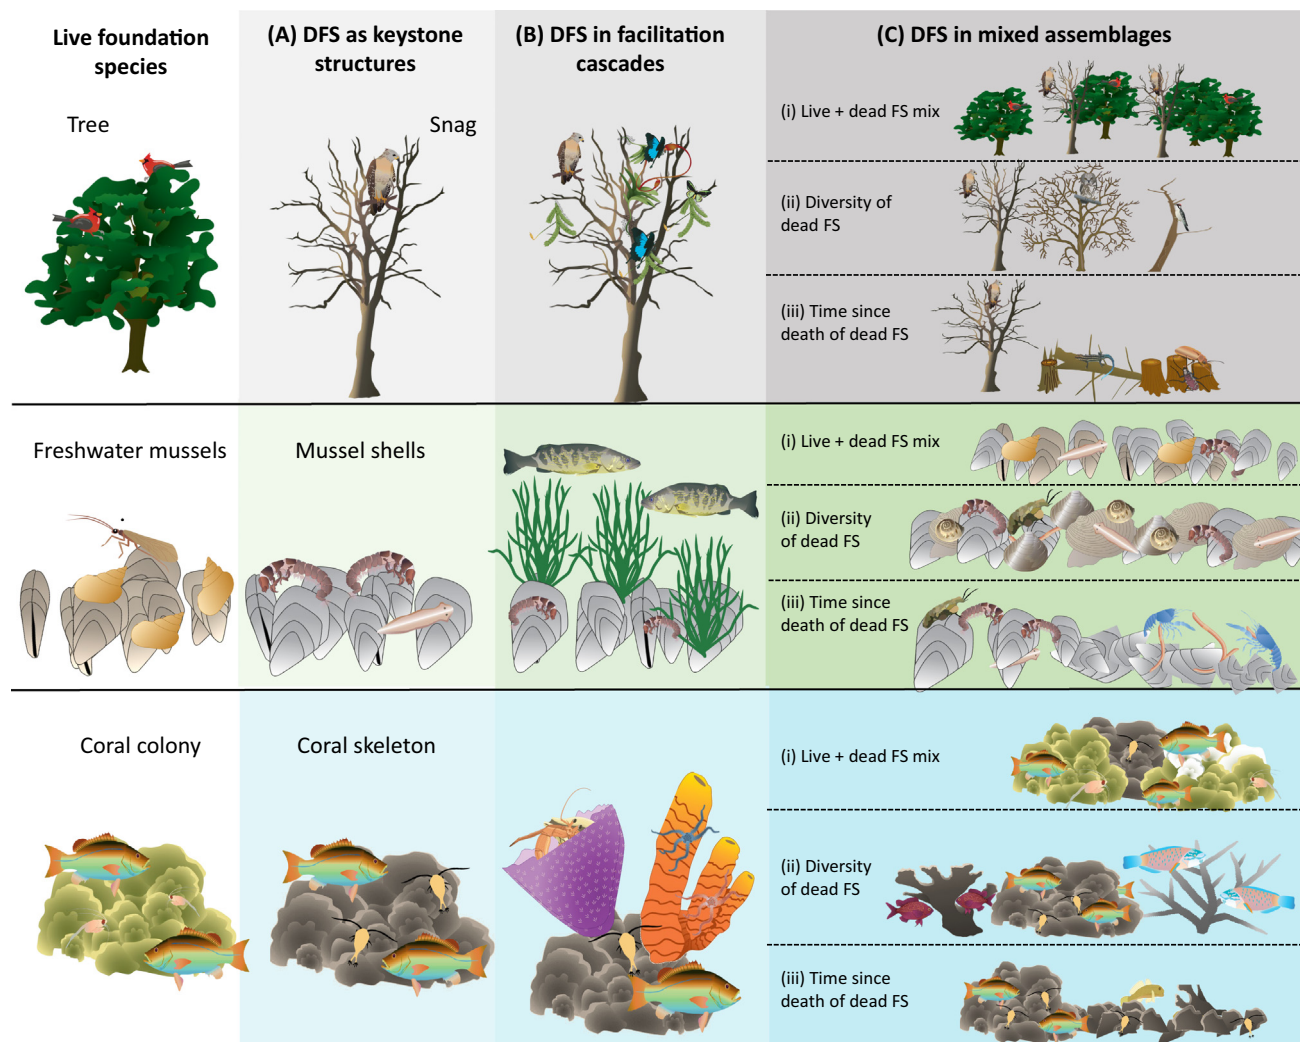 Live foundation
species
(A) DFS as keystone
structures
(B) DFS in facilitation
cascades
(C) DFS in mixed assemblages
Tree
Snag
(i) Live + dead FS mix
(ii) Diversity of
dead FS
(iii) Time since
death of dead FS
Freshwater mussels
Mussel shells
(i) Live + dead FS mix
(ii) Diversity
of dead FS
(iii) Time since
death of dead FS
Coral colony
Coral skeleton
(i) Live + dead FS mix
(ii) Diversity
of dead FS
(iii) Time since
death of dead FS